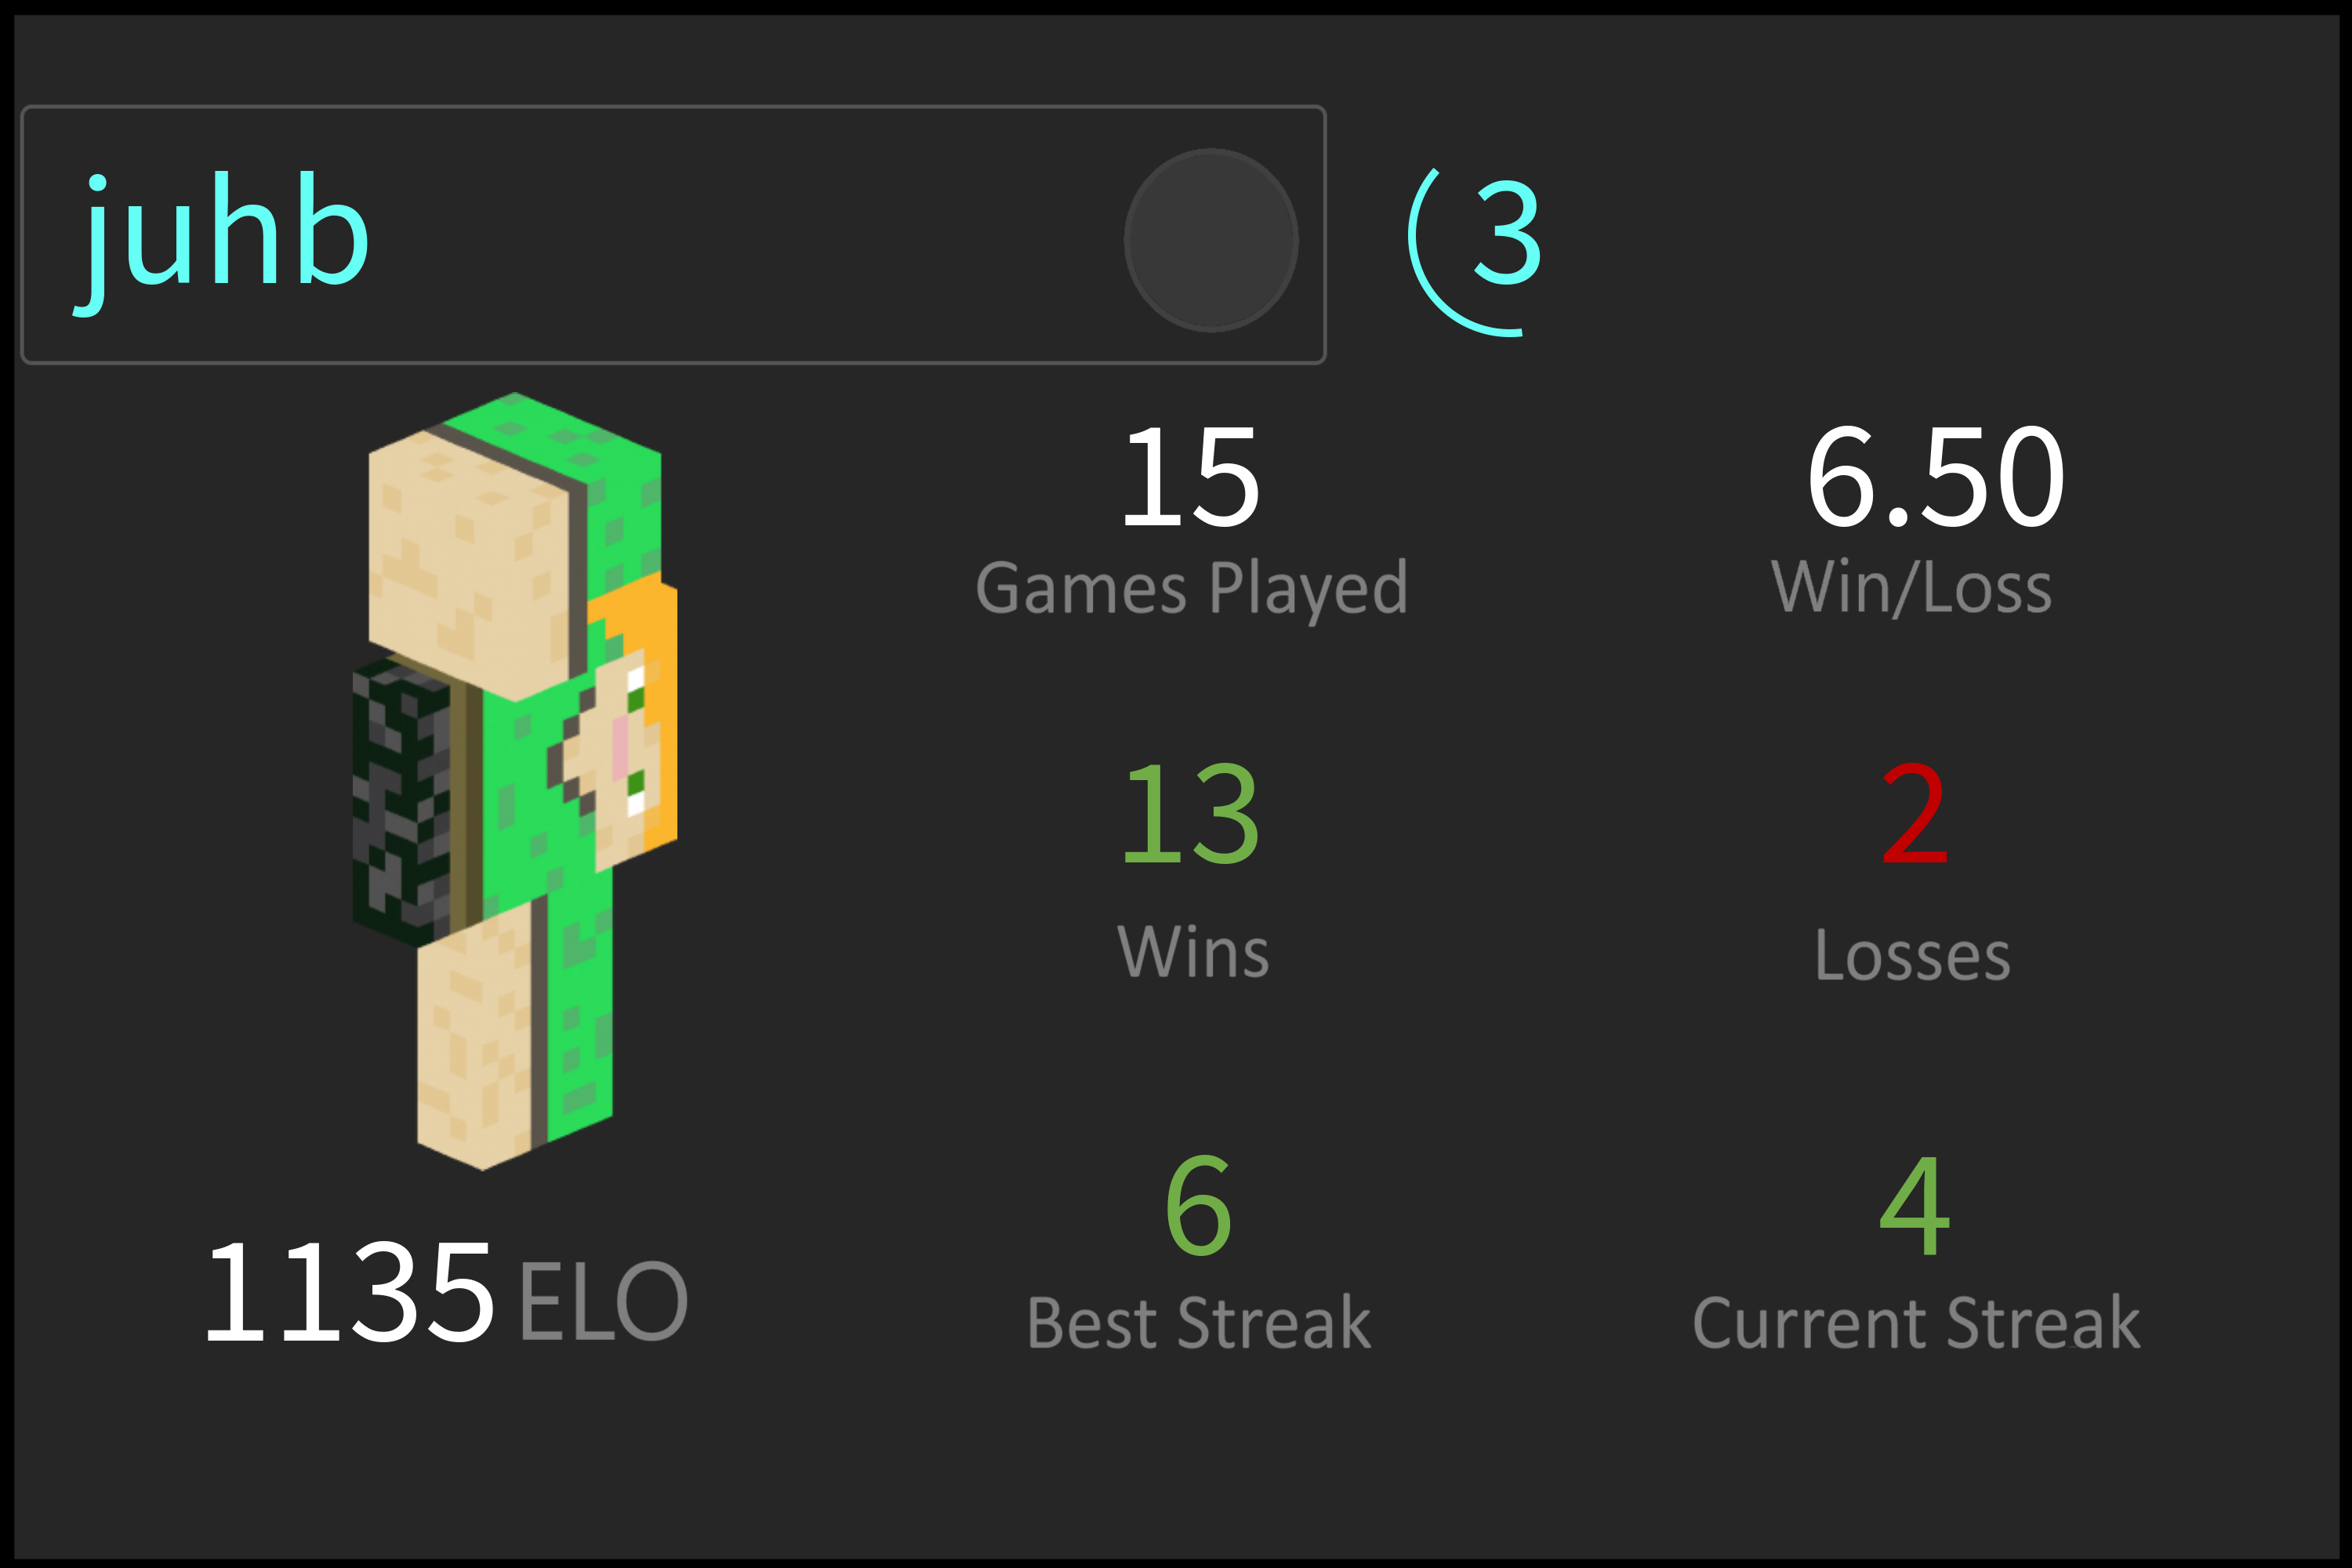 juhb 3
15 6.50
Games Played Win/Loss
13 2
Wins Losses
6 4
Best Streak Current Streak
1135 ELO